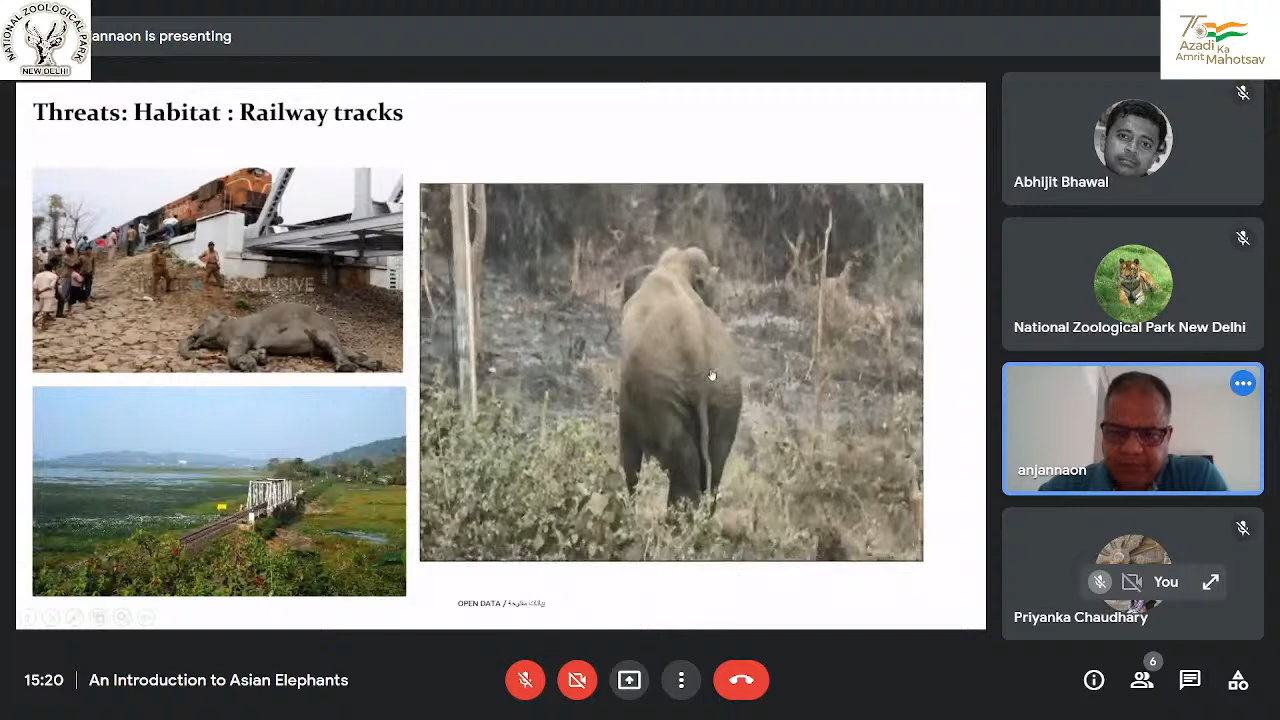 NATIONAL ZOOLOGICAL PARK
NEW DELHI
annaon is presenting
75
Azadi Ka
Amrit Mahotsav
Threats: Habitat : Railway tracks
EXCLUSIVE
OPEN DATA / بيانات مفتوحة
Abhijit Bhawal
National Zoological Park New Delhi
anjannaon
You
Priyanka Chaudhary
15:20 | An Introduction to Asian Elephants
6